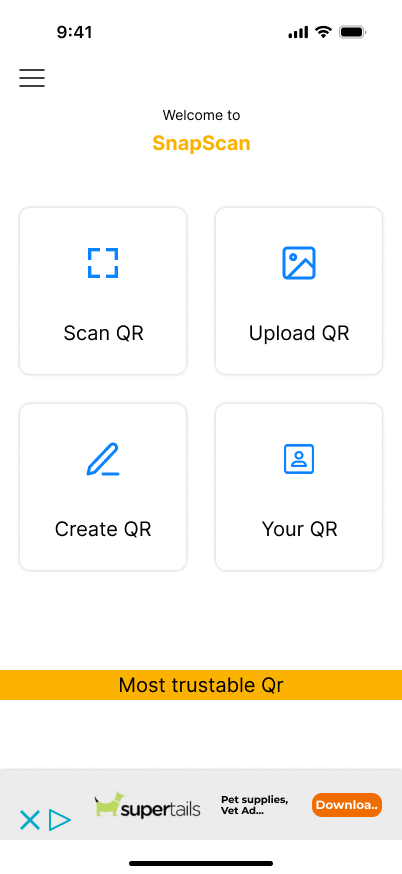 9:41
Welcome to
SnapScan
Scan QR
Upload QR
Create QR
Your QR
Most trustable Qr
supertails
Pet supplies,
Vet Ad...
Downloa..